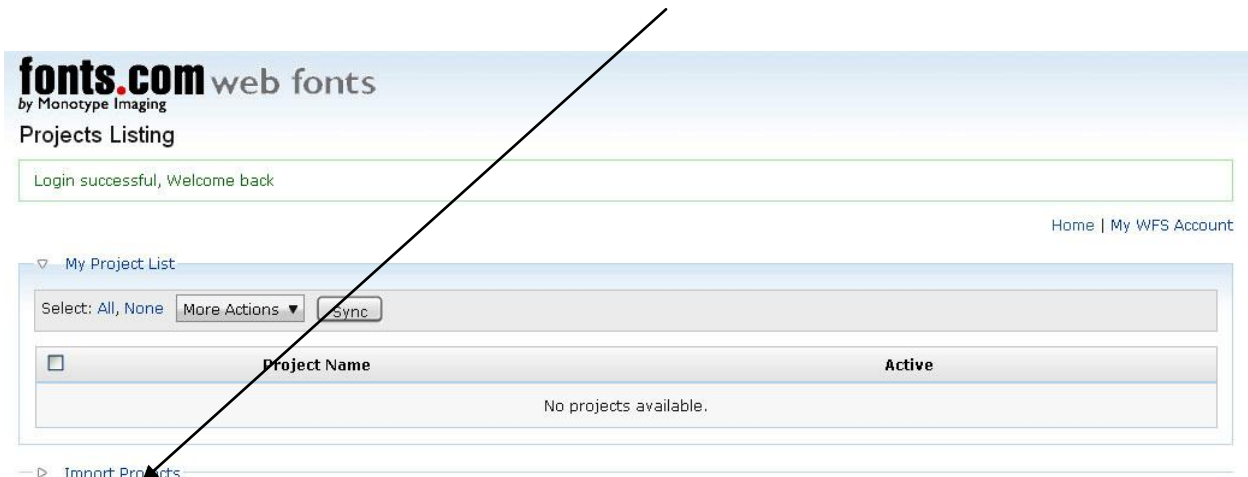 fonts.com web fonts
by Monotype Imaging
Projects Listing
Login successful, Welcome back
Home | My WFS Account
My Project List
Select: All, None More Actions ▼ Sync
Project Name Active
No projects available.
Import Projects